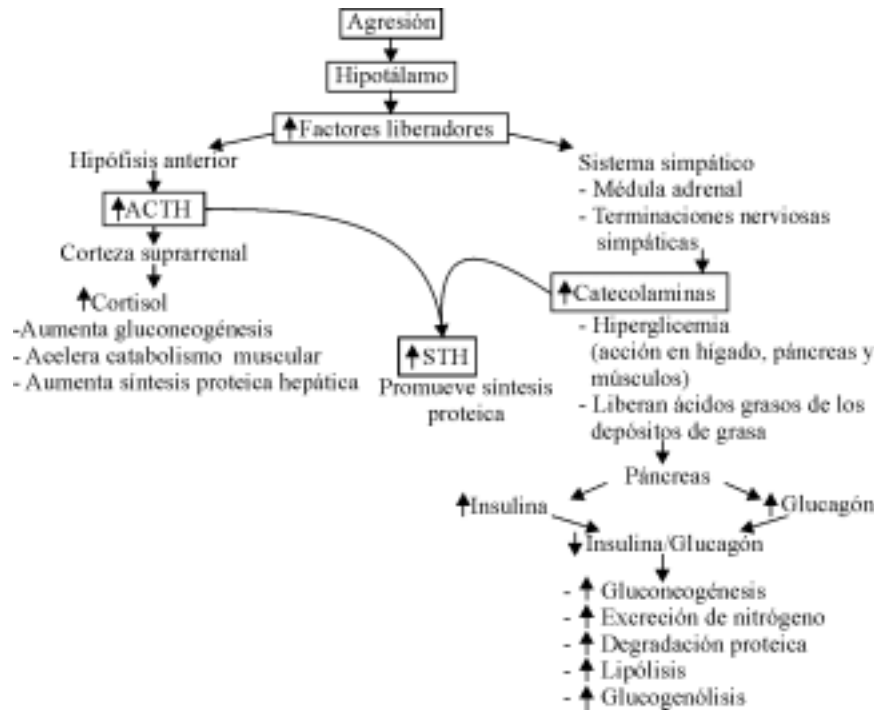 Agresión
Hipotálamo
↑Factores liberadores
Hipófisis anterior
↑ACTH
Corteza suprarrenal
↑Cortisol
-Aumenta gluconeogénesis
- Acelera catabolismo muscular
- Aumenta síntesis proteica hepática
↑STH
Promueve síntesis
proteica
Sistema simpático
- Médula adrenal
- Terminaciones nerviosas
simpáticas
↑Catecolaminas
- Hiperglicemia
(acción en hígado, páncreas y
músculos)
- Liberan ácidos grasos de los
depósitos de grasa
Páncreas
↑Insulina
↑Glucagón
↓Insulina/Glucagón
- ↑ Gluconeogénesis
- ↑ Excreción de nitrógeno
- ↑ Degradación proteica
- ↑ Lipólisis
- ↑ Glucogenólisis